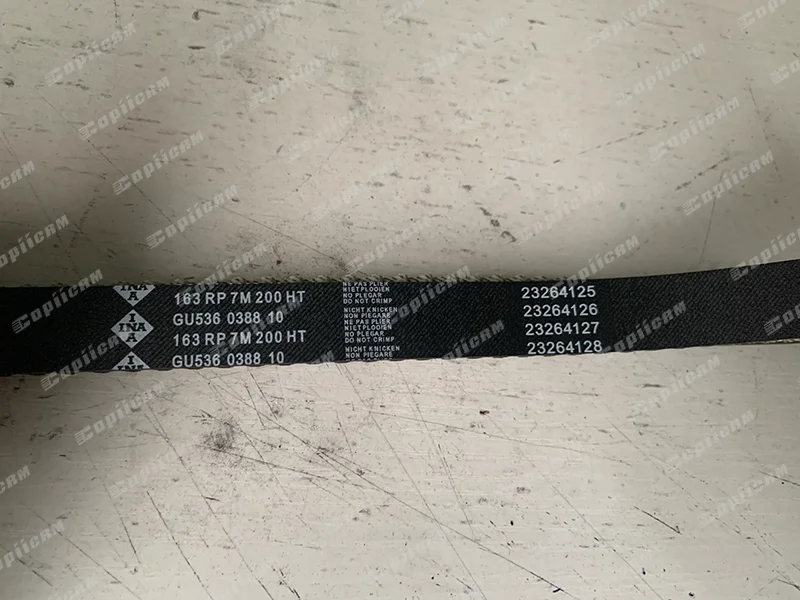 INA
163 RP 7M 200 HT
GU536 0388 10
163 RP 7M 200 HT
GU536 0388 10
INA
INA
NE PAS PLIER
NIET PLOOIEN
NO PLEGAR
DO NOT CRIMP
NICHT KNICKEN
NON PIEGARE
NE PAS PLIER
NIET PLOOIEN
NO PLEGAR
DO NOT CRIMP
NICHT KNICKEN
NON PIEGARE
23264125
23264126
23264127
23264128
CopiiCAM